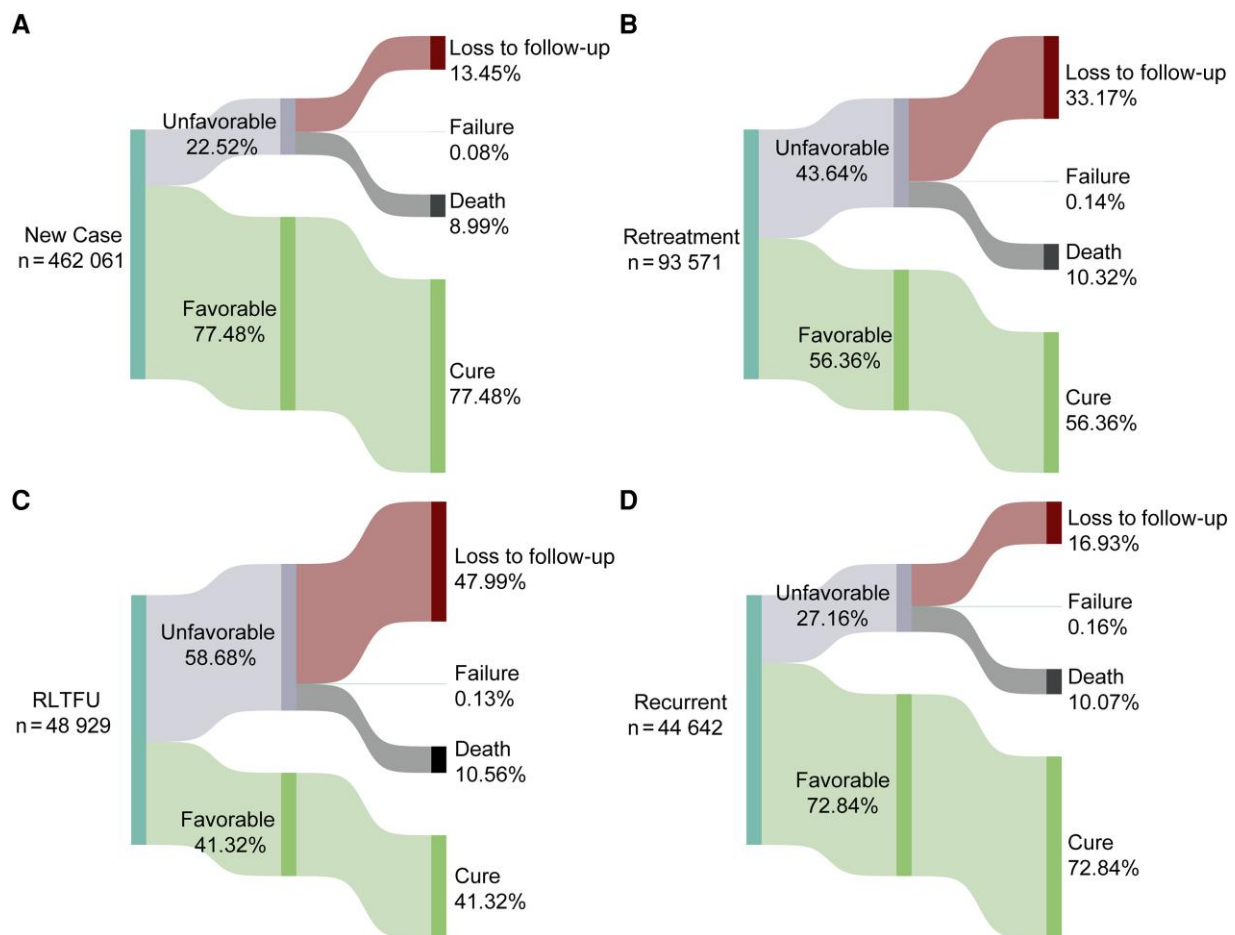 A
Loss to follow-up
13.45%
Unfavorable
22.52%
Failure
0.08%
Death
8.99%
New Case
n = 462 061
Favorable
77.48%
Cure
77.48%
B
Loss to follow-up
33.17%
Unfavorable
43.64%
Failure
0.14%
Death
10.32%
Retreatment
n = 93 571
Favorable
56.36%
Cure
56.36%
C
Loss to follow-up
47.99%
Unfavorable
58.68%
Failure
0.13%
RLTFU
n = 48 929
Death
10.56%
Favorable
41.32%
Cure
41.32%
D
Loss to follow-up
16.93%
Unfavorable
27.16%
Failure
0.16%
Death
10.07%
Recurrent
n = 44 642
Favorable
72.84%
Cure
72.84%